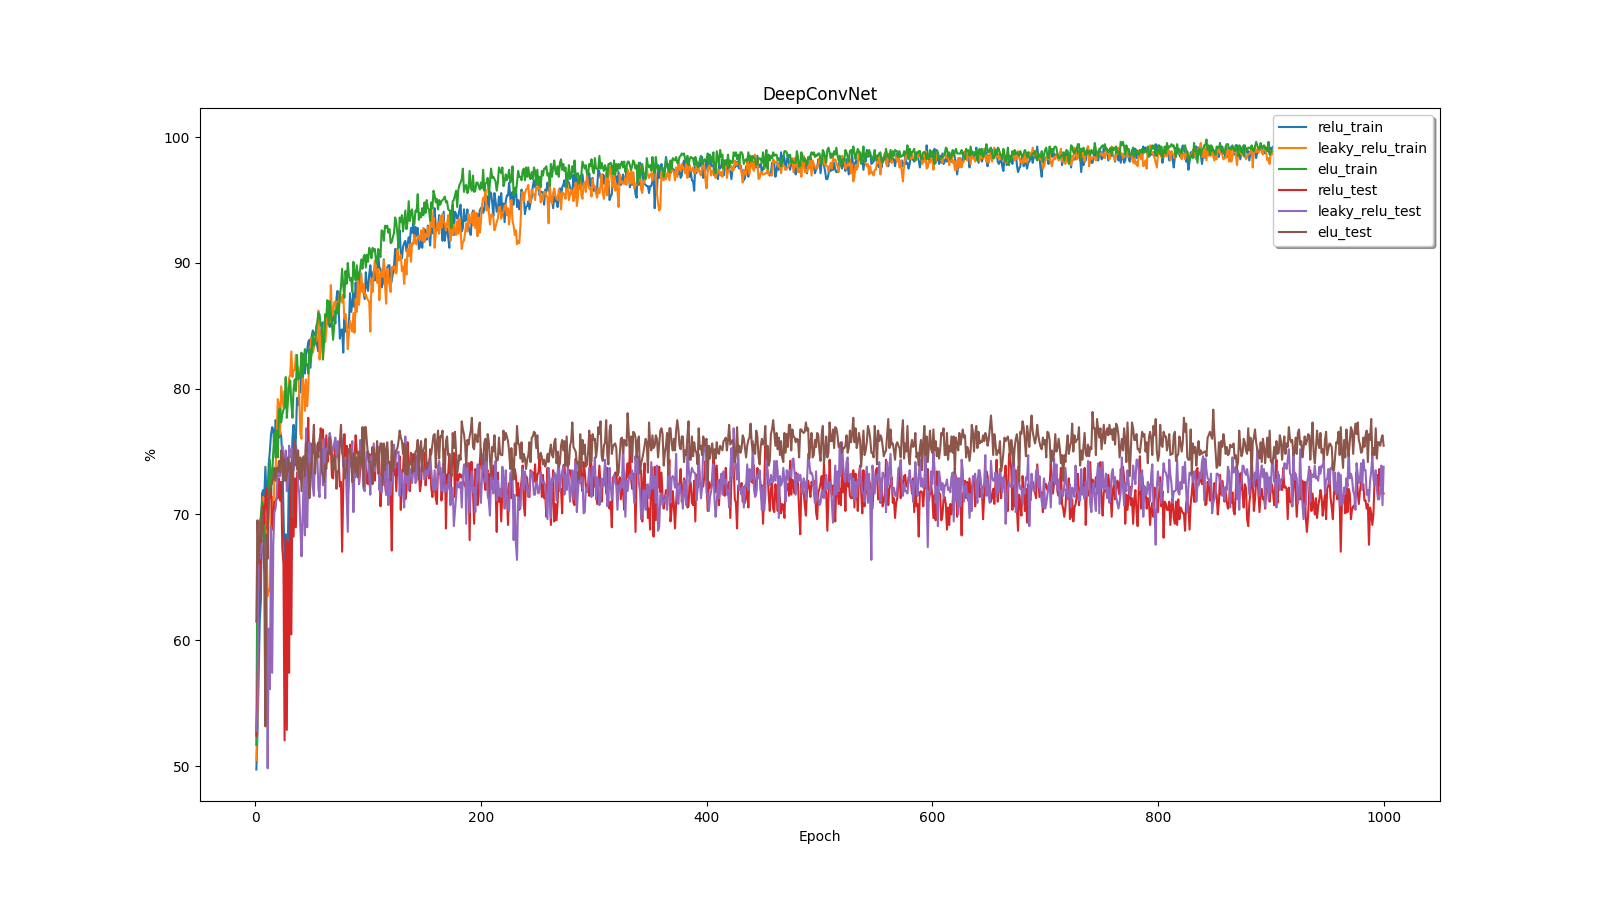 DeepConvNet
relu_train
leaky_relu_train
elu_train
relu_test
leaky_relu_test
elu_test
100
90
80
70
60
50
%
0 200 400 600 800 1000
Epoch